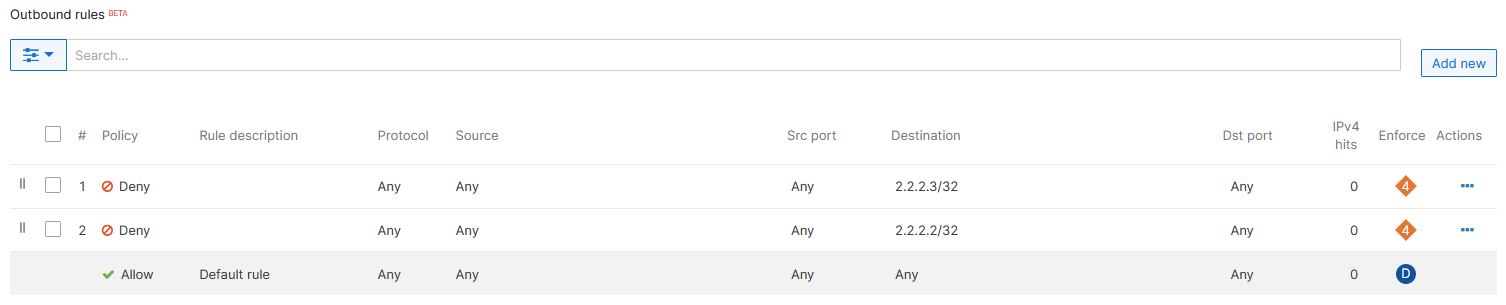 Outbound rules BETA
Search...
Add new
# Policy Rule description Protocol Source Src port Destination Dst port IPv4 hits Enforce Actions
1 Deny Any Any Any 2.2.2.3/32 Any 0 4
2 Deny Any Any Any 2.2.2.2/32 Any 0 4
Allow Default rule Any Any Any Any Any 0 D